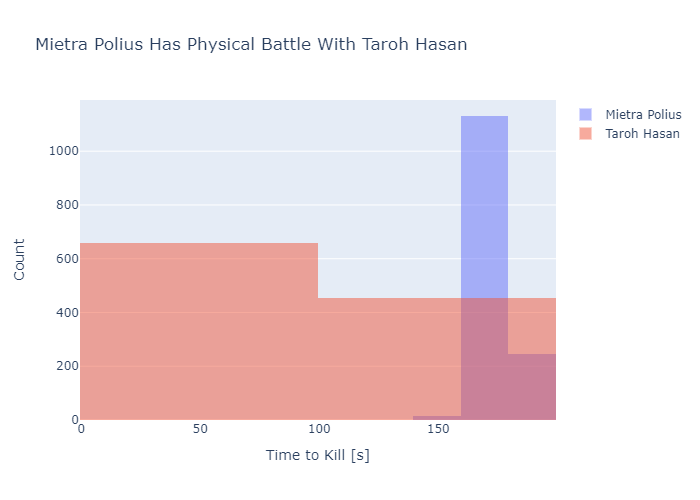 Mietra Polius Has Physical Battle With Taroh Hasan
Mietra Polius
Taroh Hasan
1000
800
600
400
200
0
Count
0 50 100 150
Time to Kill [s]